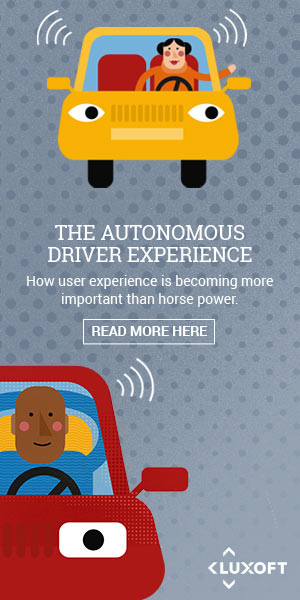 THE AUTONOMOUS
DRIVER EXPERIENCE
How user experience is becoming more
important than horse power.
READ MORE HERE
LUXOFT